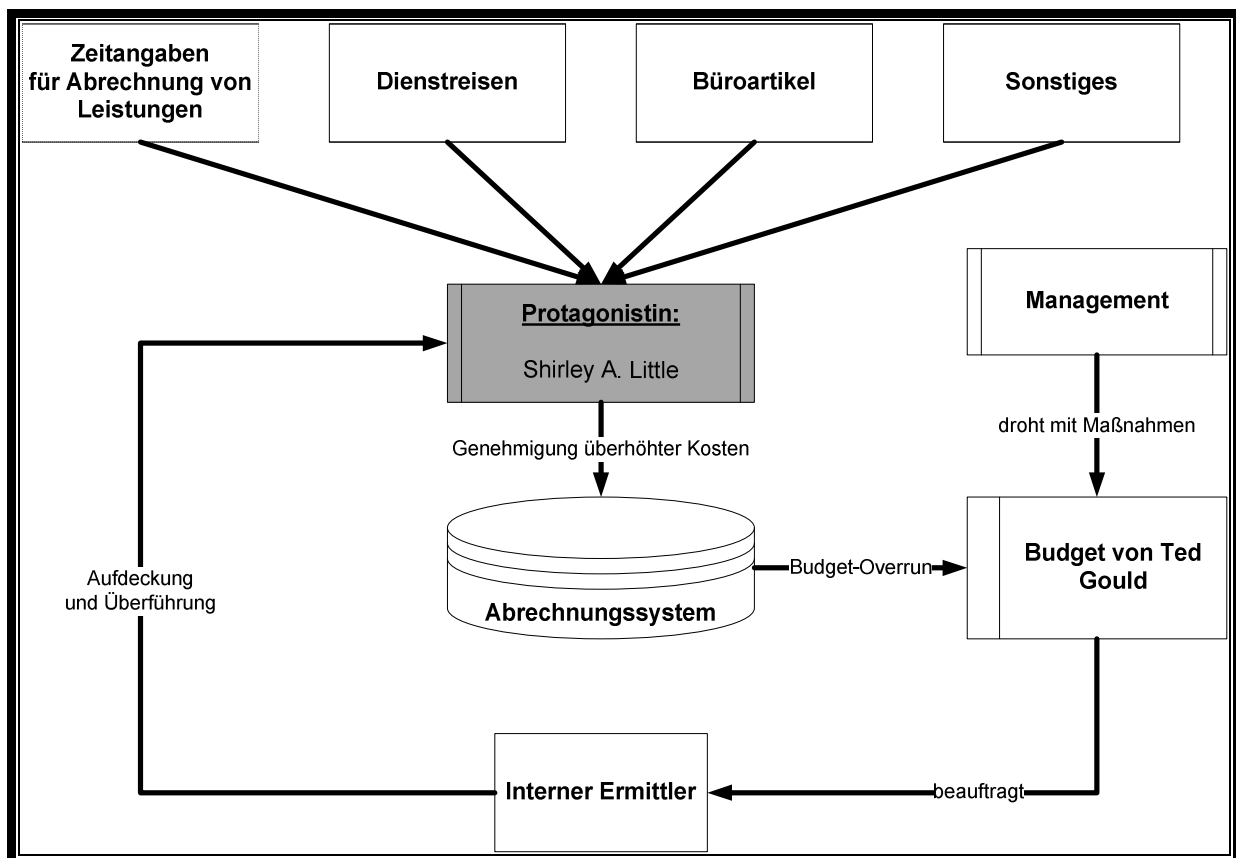 Zeitangaben
für Abrechnung von
Leistungen
Dienstreisen
Büroartikel
Sonstiges
Protagonistin:
Shirley A. Little
Management
Genehmigung überhöhter Kosten
droht mit Maßnahmen
Abrechnungssystem
Budget-Overrun
Budget von Ted
Gould
Aufdeckung
und Überführung
Interner Ermittler
beauftragt